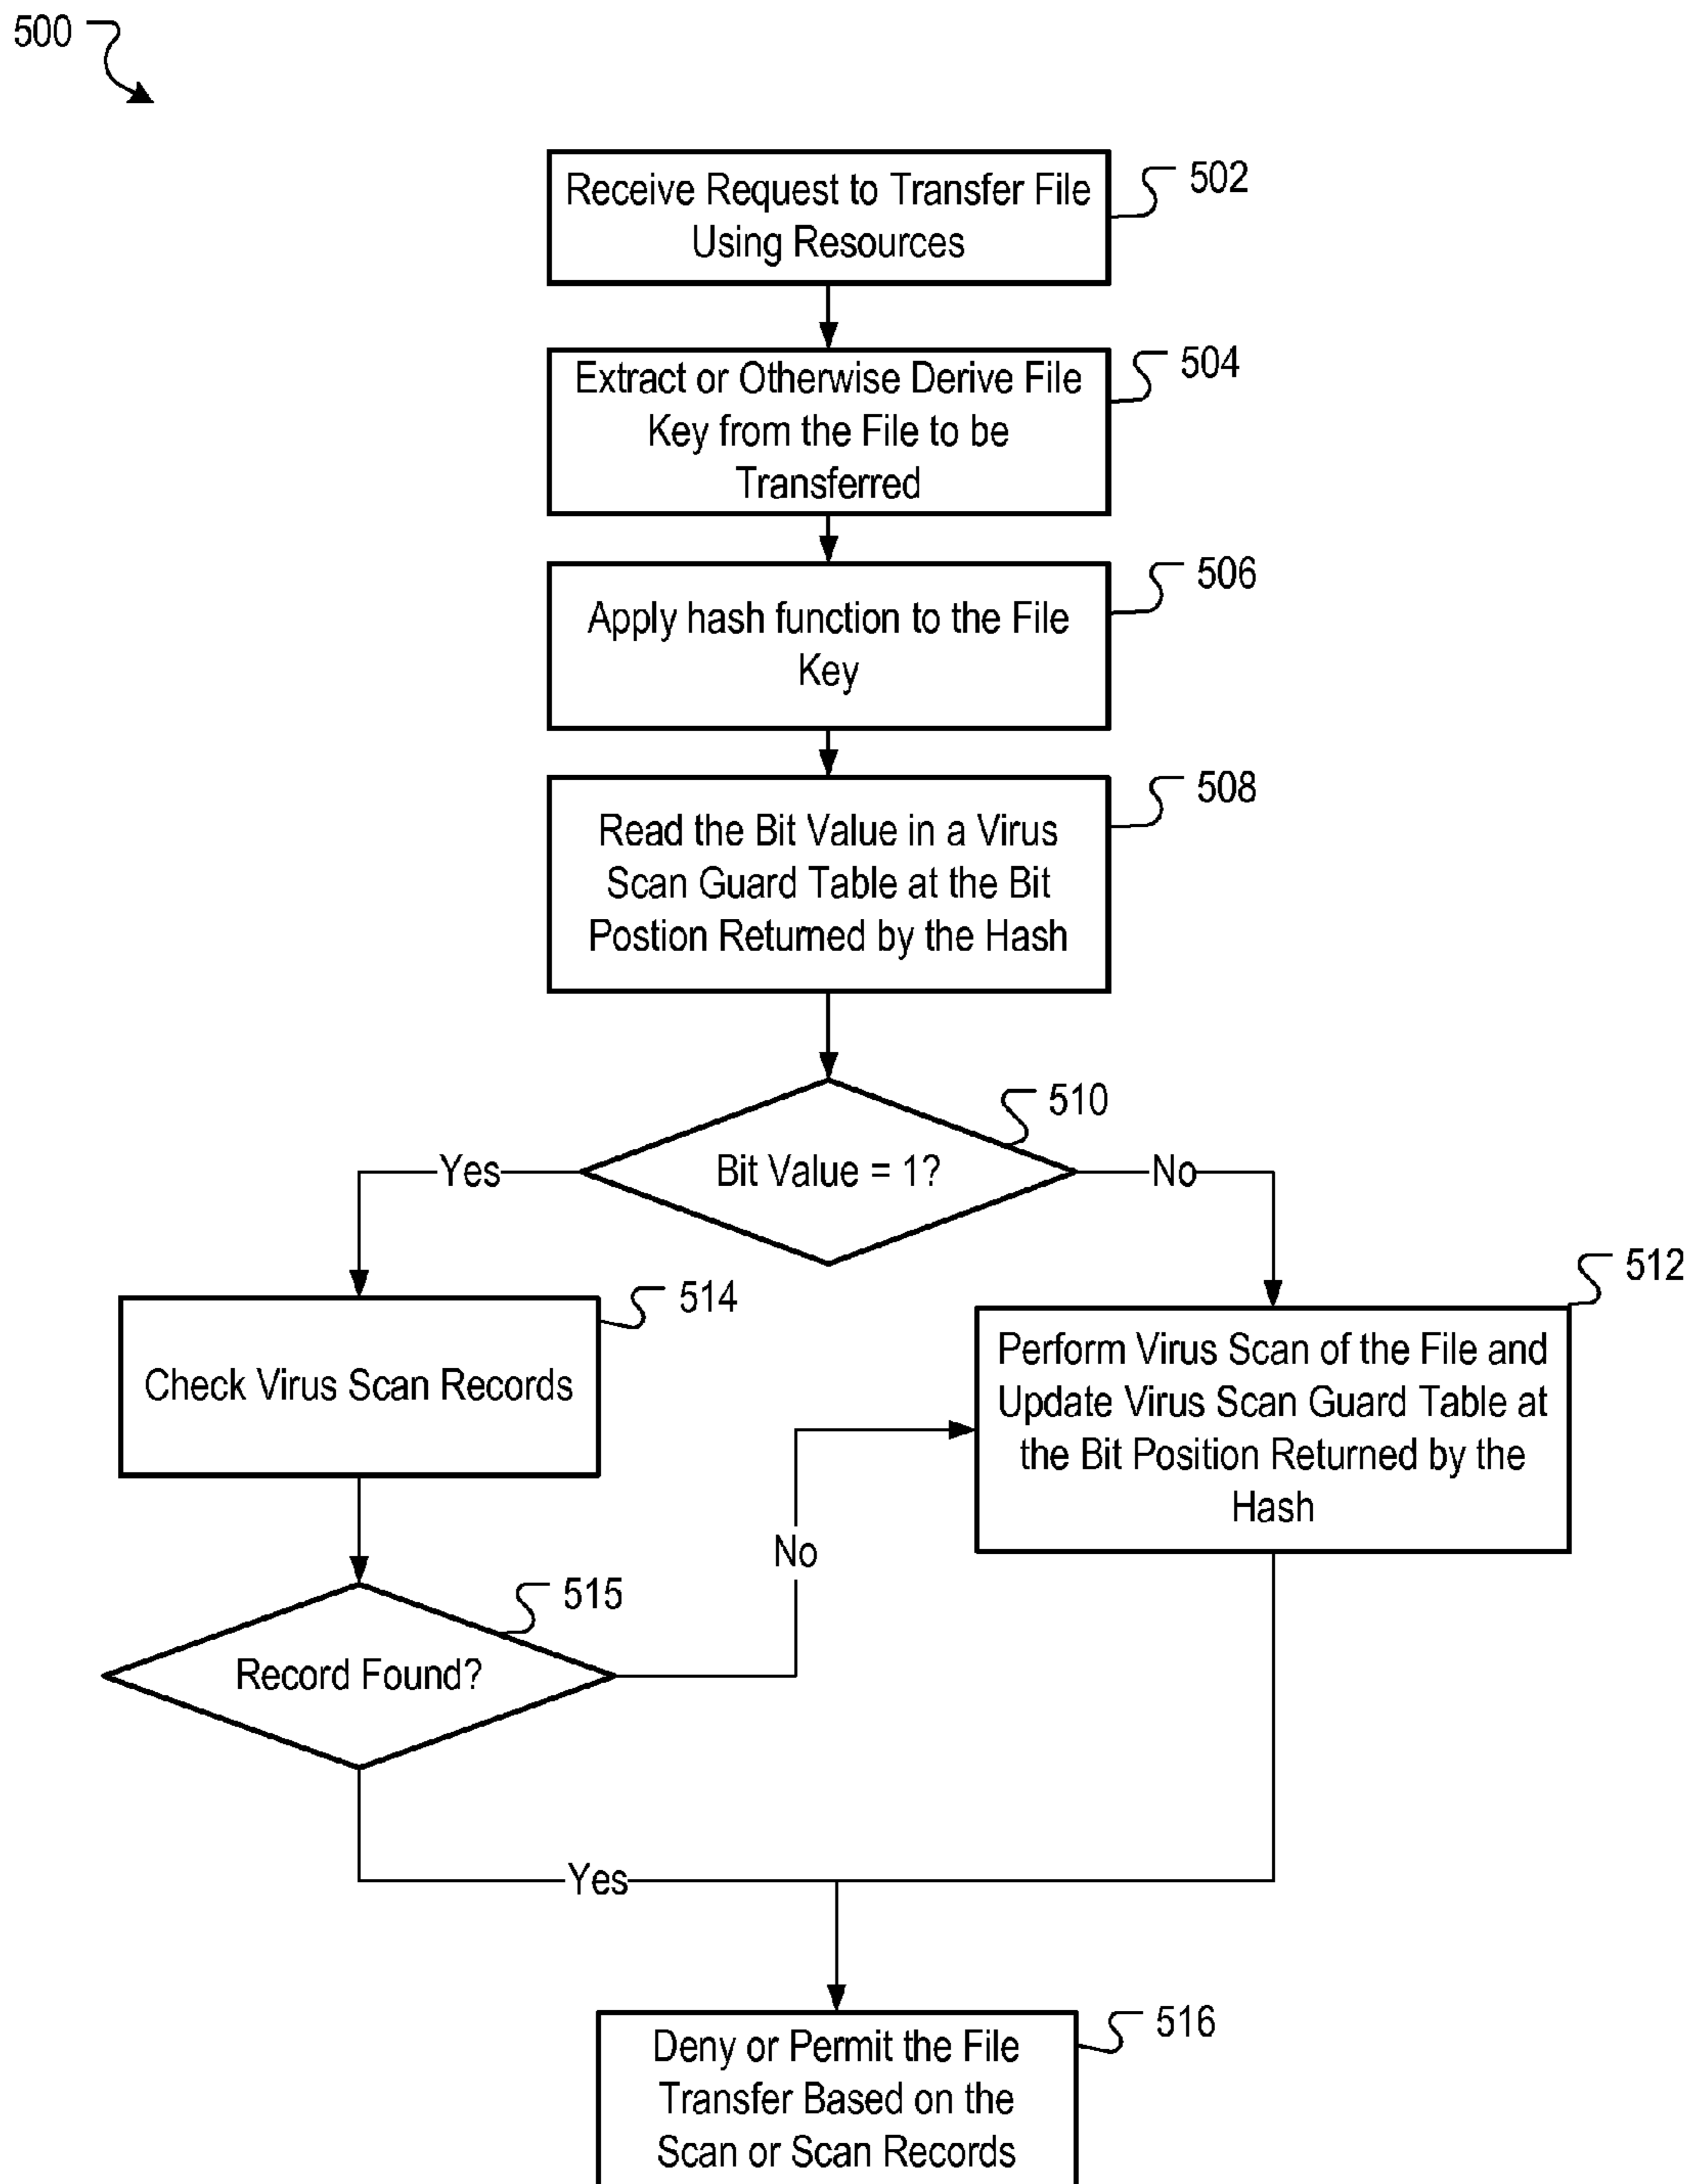 500
Receive Request to Transfer File
Using Resources
502
Extract or Otherwise Derive File
Key from the File to be
Transferred
504
Apply hash function to the File
Key
506
Read the Bit Value in a Virus
Scan Guard Table at the Bit
Postion Returned by the Hash
508
Bit Value = 1?
510
Yes
No
Check Virus Scan Records
514
Perform Virus Scan of the File and
Update Virus Scan Guard Table at
the Bit Position Returned by the
Hash
512
No
Record Found?
515
Yes
Deny or Permit the File
Transfer Based on the
Scan or Scan Records
516